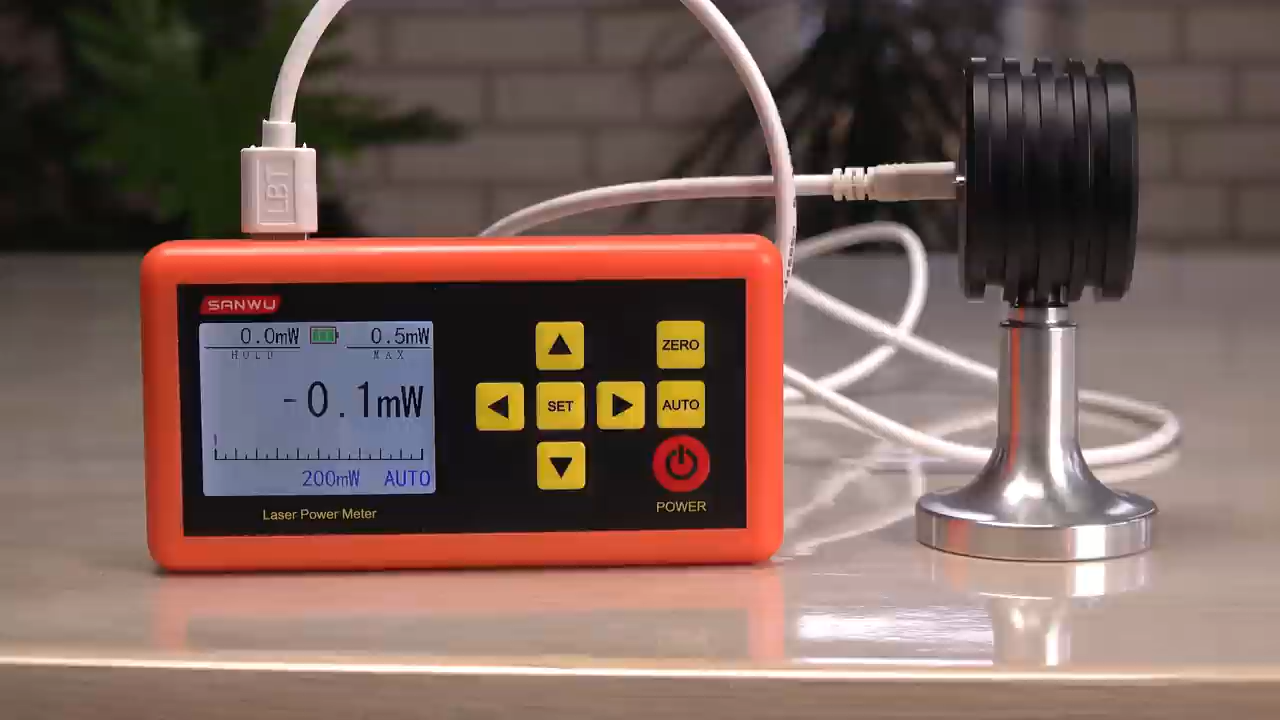 LBT
SANWU
0.0mW 0.5mW
HOLD MAX
-0.1mW
200mW AUTO
Laser Power Meter
ZERO
SET
AUTO
POWER